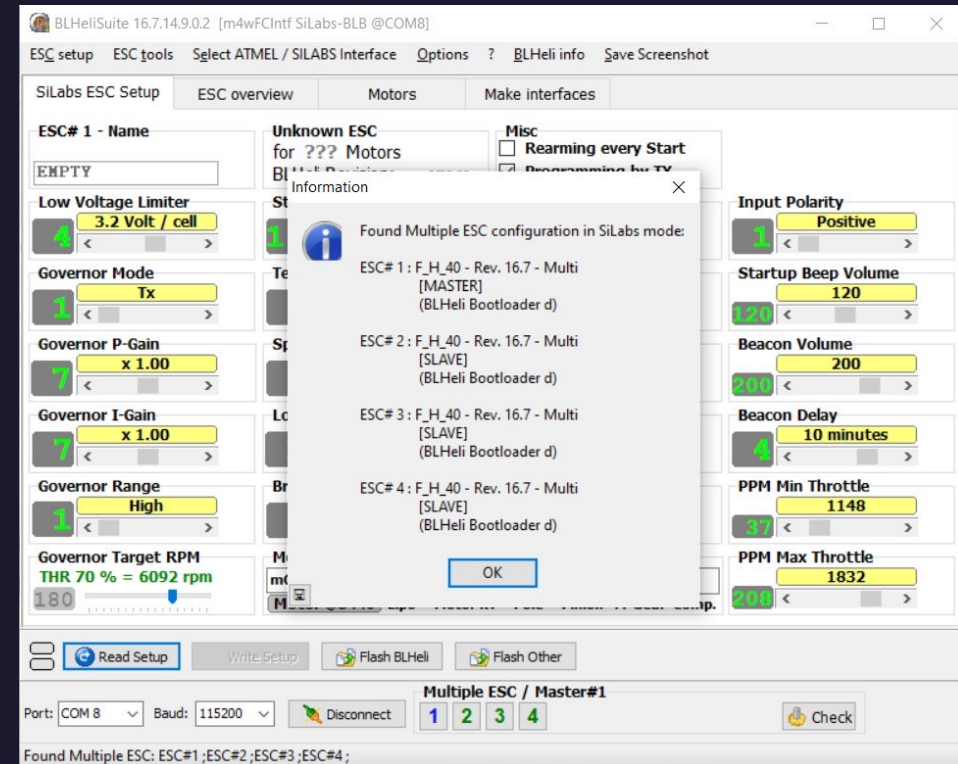 BLHeliSuite 16.7.14.9.0.2 [m4wFCIntf SiLabs-BLB @COM8]
ESC setup ESC tools Select ATMEL / SILABS Interface Options ? BLHeli info Save Screenshot
SiLabs ESC Setup ESC overview Motors Make interfaces
ESC# 1 - Name
EMPTY
Unknown ESC
for ??? Motors
Misc
Rearming every Start
Programming by TX
Information
Found Multiple ESC configuration in SiLabs mode:
ESC# 1 : F_H_40 - Rev. 16.7 - Multi
[MASTER]
(BLHeli Bootloader d)
ESC# 2 : F_H_40 - Rev. 16.7 - Multi
[SLAVE]
(BLHeli Bootloader d)
ESC# 3 : F_H_40 - Rev. 16.7 - Multi
[SLAVE]
(BLHeli Bootloader d)
ESC# 4 : F_H_40 - Rev. 16.7 - Multi
[SLAVE]
(BLHeli Bootloader d)
OK
Low Voltage Limiter
3.2 Volt / cell
4
Governor Mode
Tx
1
Governor P-Gain
x 1.00
7
Governor I-Gain
x 1.00
7
Governor Range
High
1
Governor Target RPM
THR 70 % = 6092 rpm
180
Input Polarity
Positive
1
Startup Beep Volume
120
120
Beacon Volume
200
200
Beacon Delay
10 minutes
4
PPM Min Throttle
1148
37
PPM Max Throttle
1832
208
Read Setup Write Setup Flash BLHeli Flash Other
Multiple ESC / Master#1
Port: COM 8 Baud: 115200 Disconnect 1 2 3 4 Check
Found Multiple ESC: ESC#1 ;ESC#2 ;ESC#3 ;ESC#4 ;